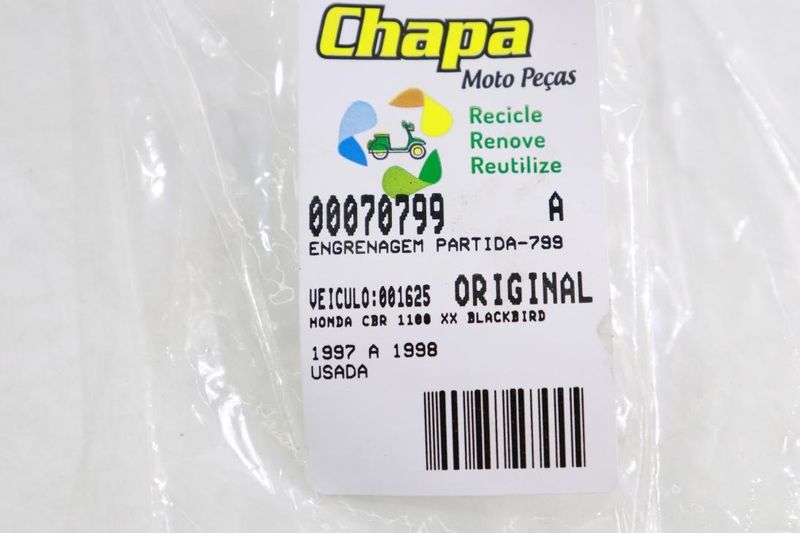 Chapa
Moto Peças
Recicle
Renove
Reutilize
00070799 A
ENGRENAGEM PARTIDA-799
VEICULO:001625 ORIGINAL
HONDA CBR 1100 XX BLACKBIRD
1997 A 1998
USADA